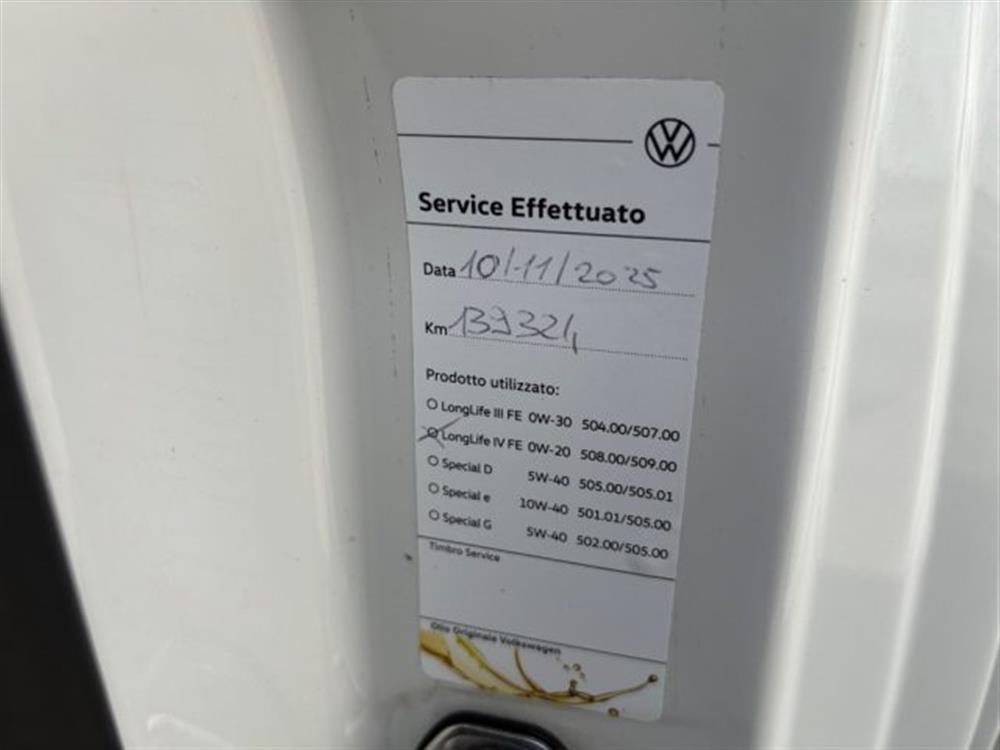 Service Effettuato
Data 10/11/2025
Km 139324
Prodotto utilizzato:
LongLife III FE 0W-30 504.00/507.00
LongLife IV FE 0W-20 508.00/509.00
Special D 5W-40 505.00/505.01
Special e 10W-40 501.01/505.00
Special G 5W-40 502.00/505.00
Timbro Service
Olio Originale Volkswagen